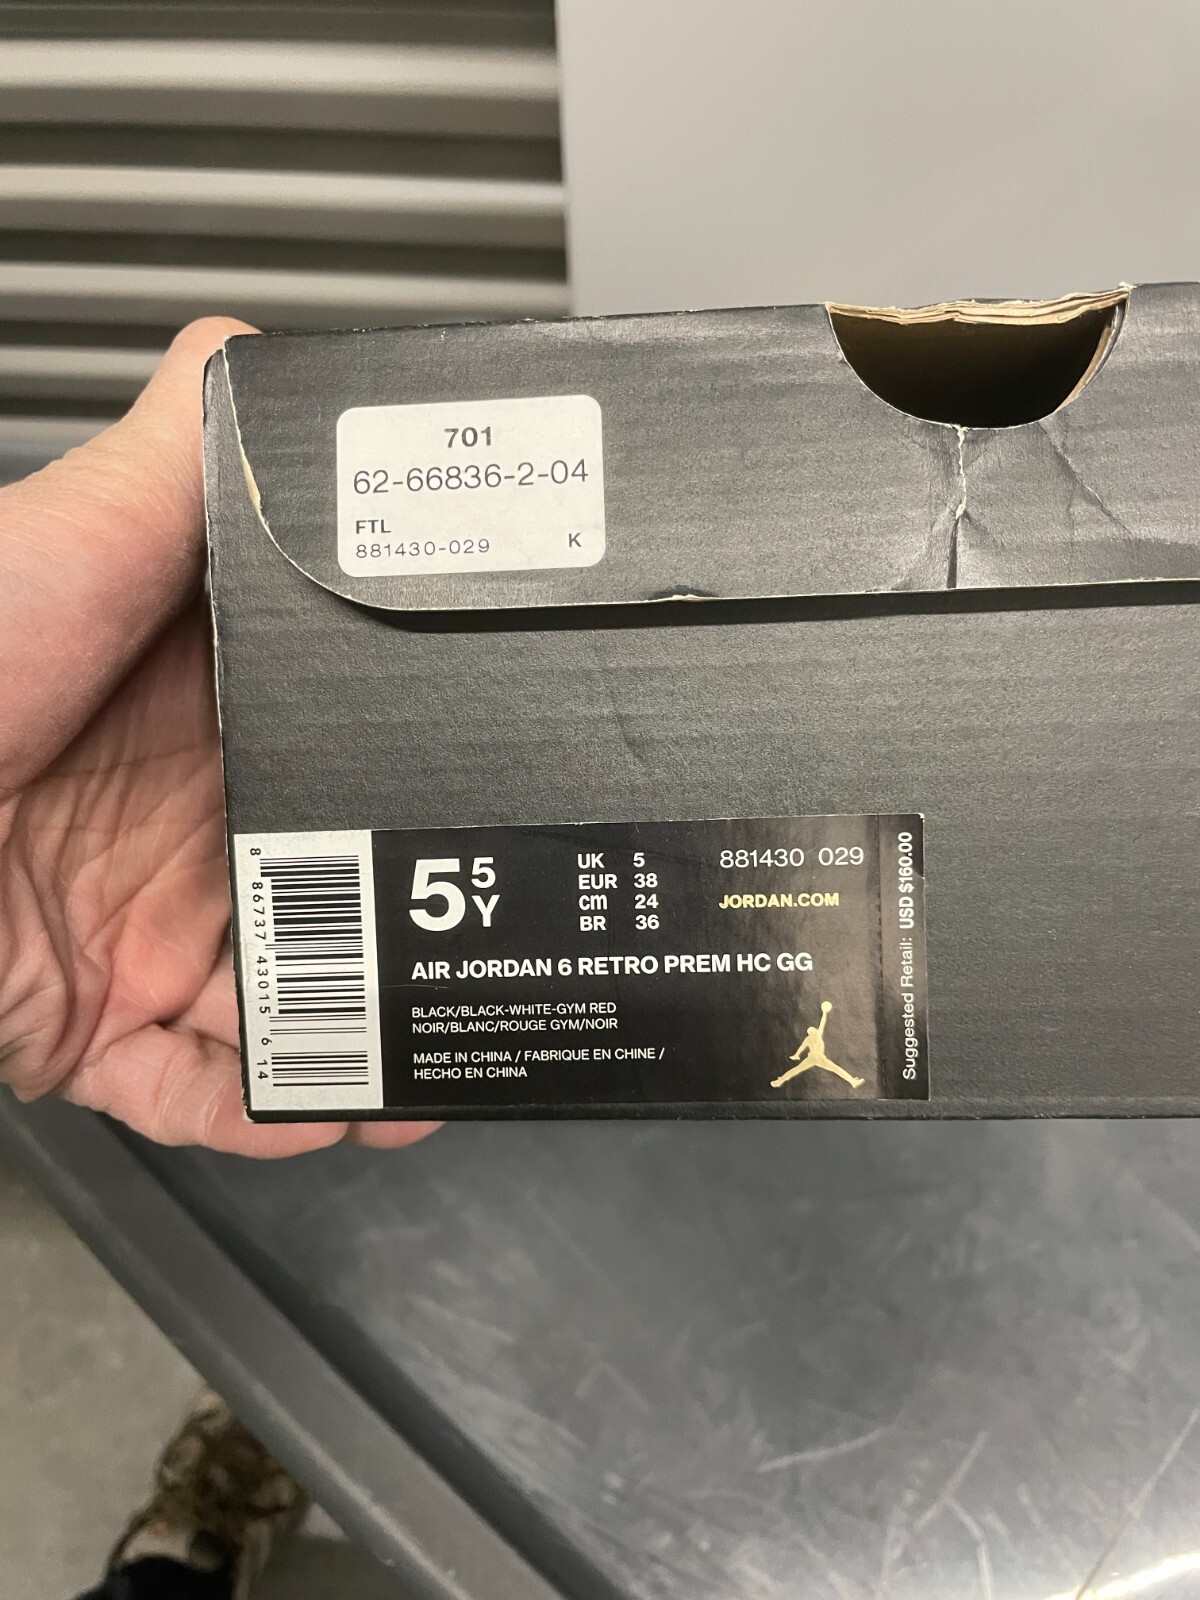 701
62-66836-2-04
FTL
881430-029 K
8 86737 43015 6 14
5 5 Y
UK 5
EUR 38
cm 24
BR 36
881430 029
JORDAN.COM
AIR JORDAN 6 RETRO PREM HC GG
BLACK/BLACK-WHITE-GYM RED
NOIR/BLANC/ROUGE GYM/NOIR
MADE IN CHINA / FABRIQUE EN CHINE /
HECHO EN CHINA
Suggested Retail: USD $160.00